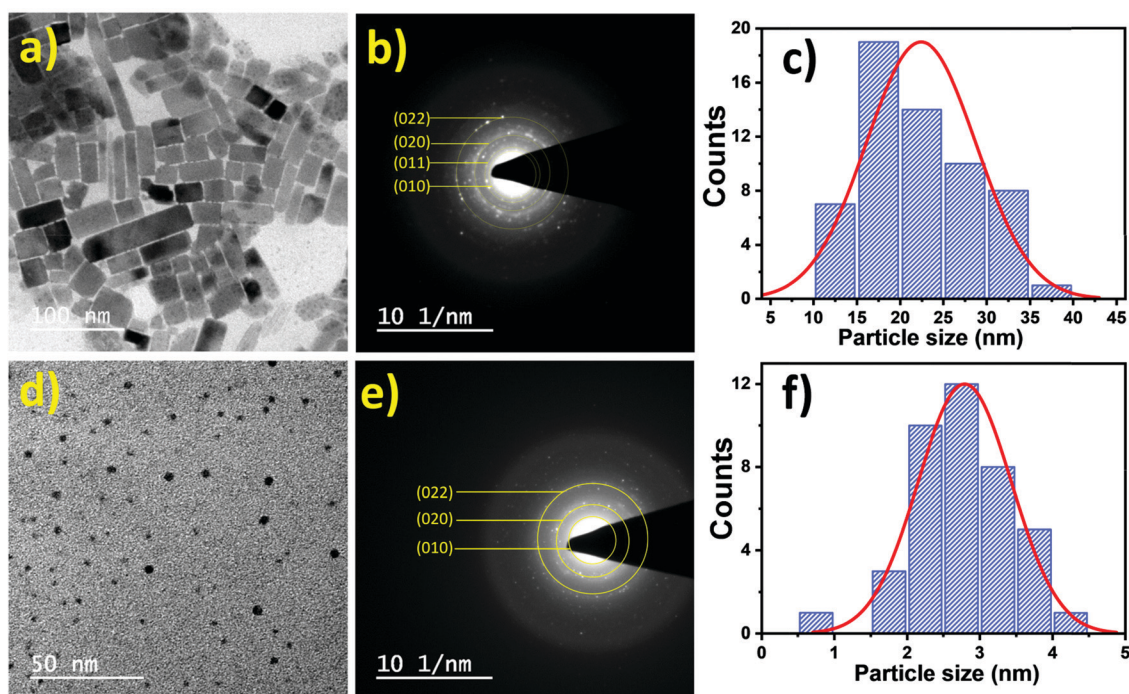 a)
100 nm
b)
(022)
(020)
(011)
(010)
10 1/nm
c)
Counts
20
16
12
8
4
0
5 10 15 20 25 30 35 40 45
Particle size (nm)
d)
50 nm
e)
(022)
(020)
(010)
10 1/nm
f)
Counts
12
8
4
0
0 1 2 3 4 5
Particle size (nm)